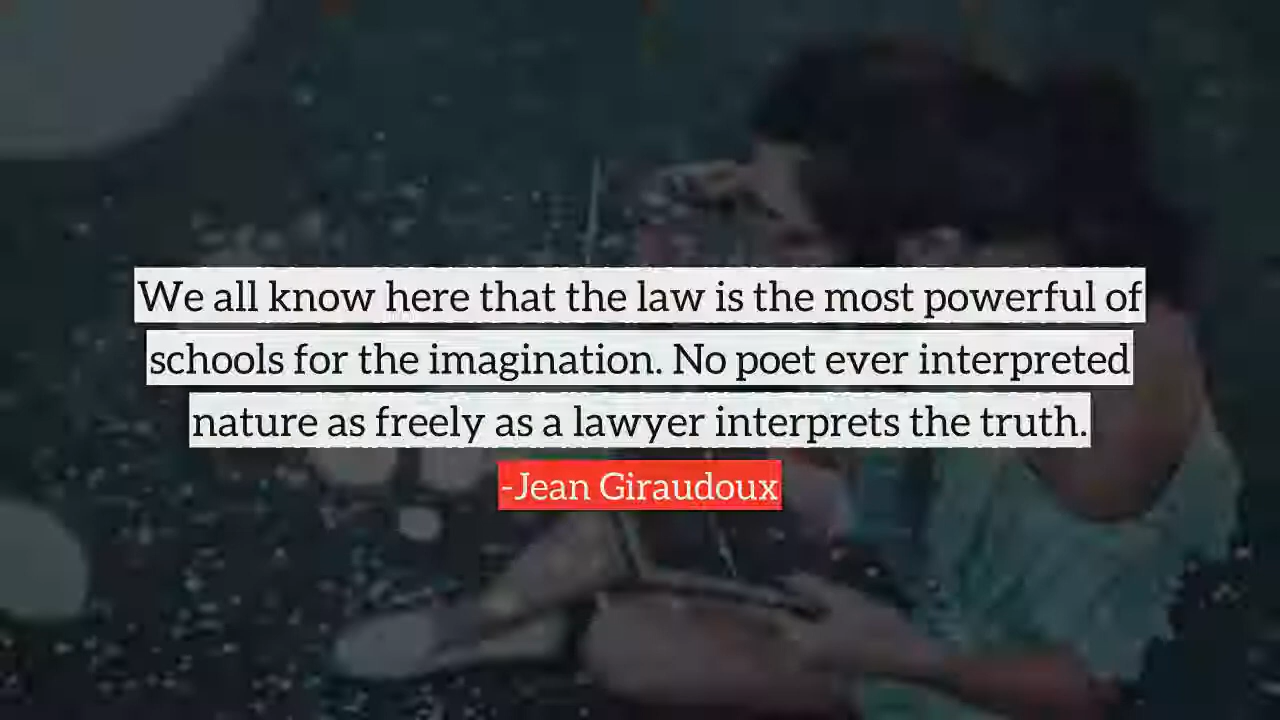 We all know here that the law is the most powerful of
schools for the imagination. No poet ever interpreted
nature as freely as a lawyer interprets the truth.
-Jean Giraudoux